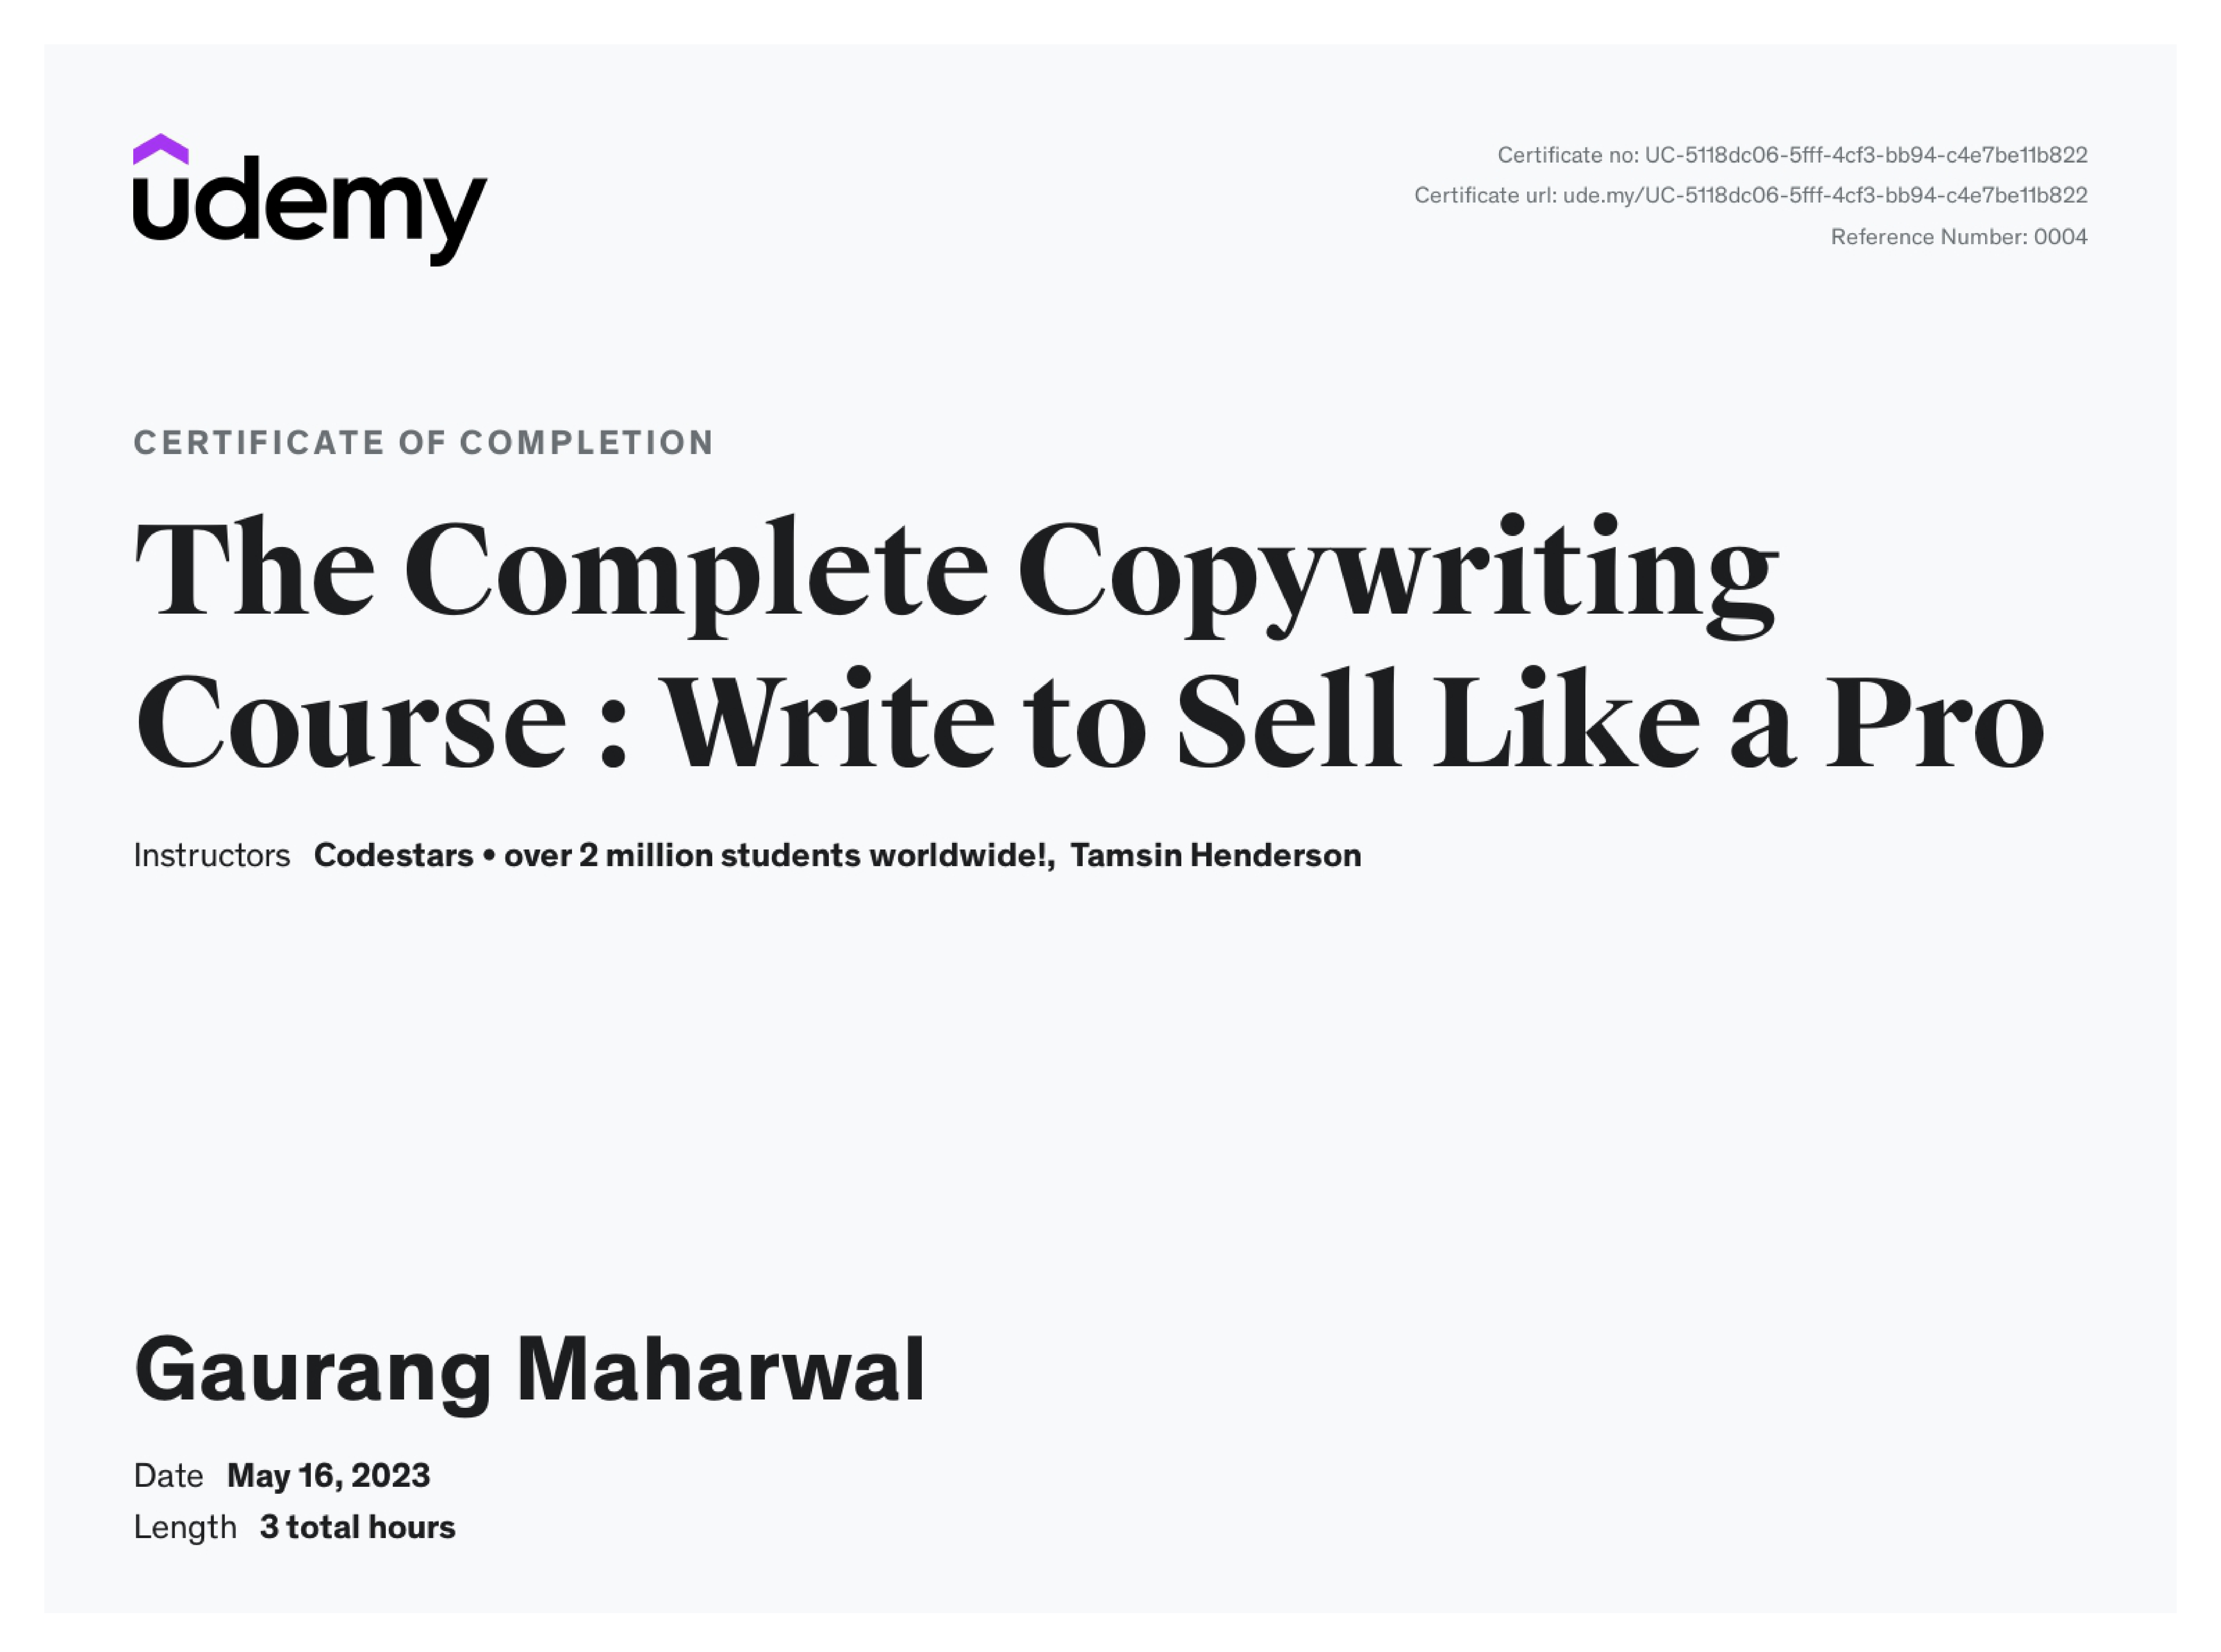 udemy
Certificate no: UC-5118dc06-5fff-4cf3-bb94-c4e7be11b822
Certificate url: ude.my/UC-5118dc06-5fff-4cf3-bb94-c4e7be11b822
Reference Number: 0004
CERTIFICATE OF COMPLETION
The Complete Copywriting
Course : Write to Sell Like a Pro
Instructors Codestars • over 2 million students worldwide!, Tamsin Henderson
Gaurang Maharwal
Date May 16, 2023
Length 3 total hours